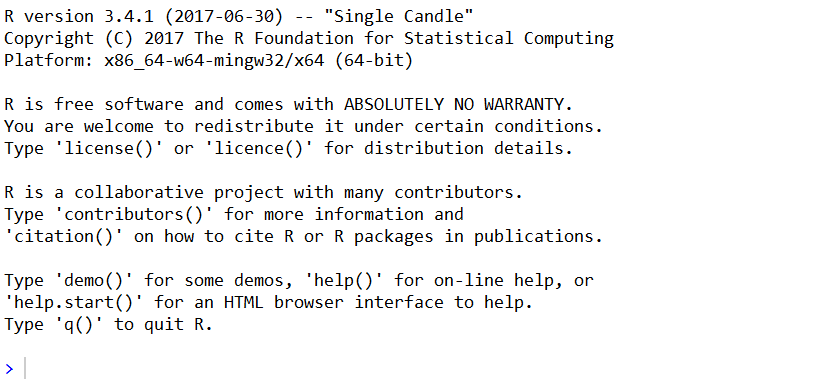 R version 3.4.1 (2017-06-30) -- "Single Candle"
Copyright (C) 2017 The R Foundation for Statistical Computing
Platform: x86_64-w64-mingw32/x64 (64-bit)
R is free software and comes with ABSOLUTELY NO WARRANTY.
You are welcome to redistribute it under certain conditions.
Type 'license()' or 'licence()' for distribution details.
R is a collaborative project with many contributors.
Type 'contributors()' for more information and
'citation()' on how to cite R or R packages in publications.
Type 'demo()' for some demos, 'help()' for on-line help, or
'help.start()' for an HTML browser interface to help.
Type 'q()' to quit R.
>